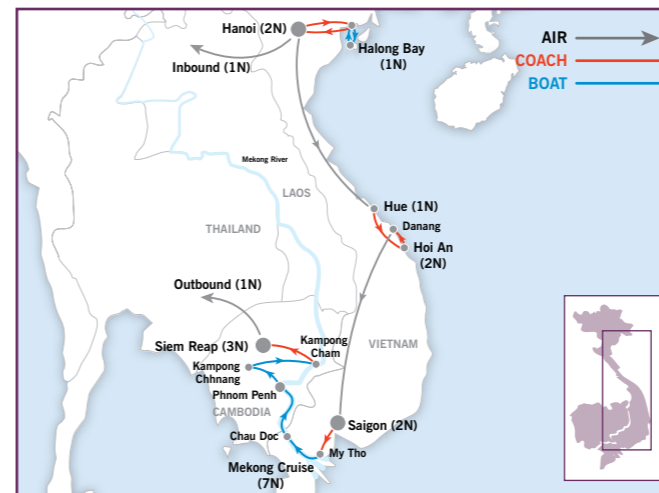 Hanoi (2N)
Inbound (1N)
Halong Bay
(1N)
AIR
COACH
BOAT
Mekong River
LAOS
THAILAND
Hue (1N)
Danang
Hoi An
(2N)
Outbound (1N)
Siem Reap (3N)
Kampong
Cham
VIETNAM
Kampong
Chhnang
Phnom Penh
CAMBODIA
Saigon (2N)
Chau Doc
My Tho
Mekong Cruise
(7N)